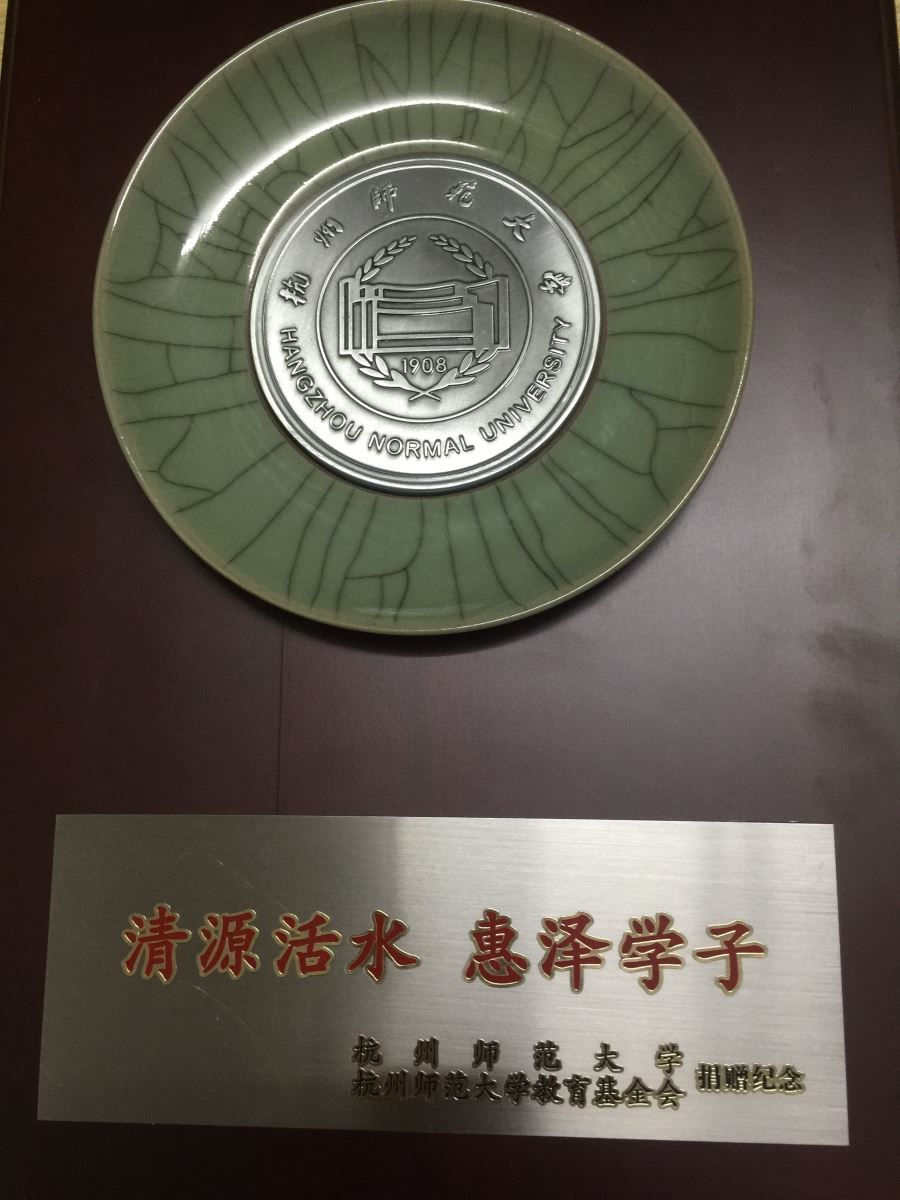 杭州师范大学
1908
HANGZHOU NORMAL UNIVERSITY
清源活水 惠泽学子
杭州师范大学
杭州师范大学教育基金会 捐赠纪念